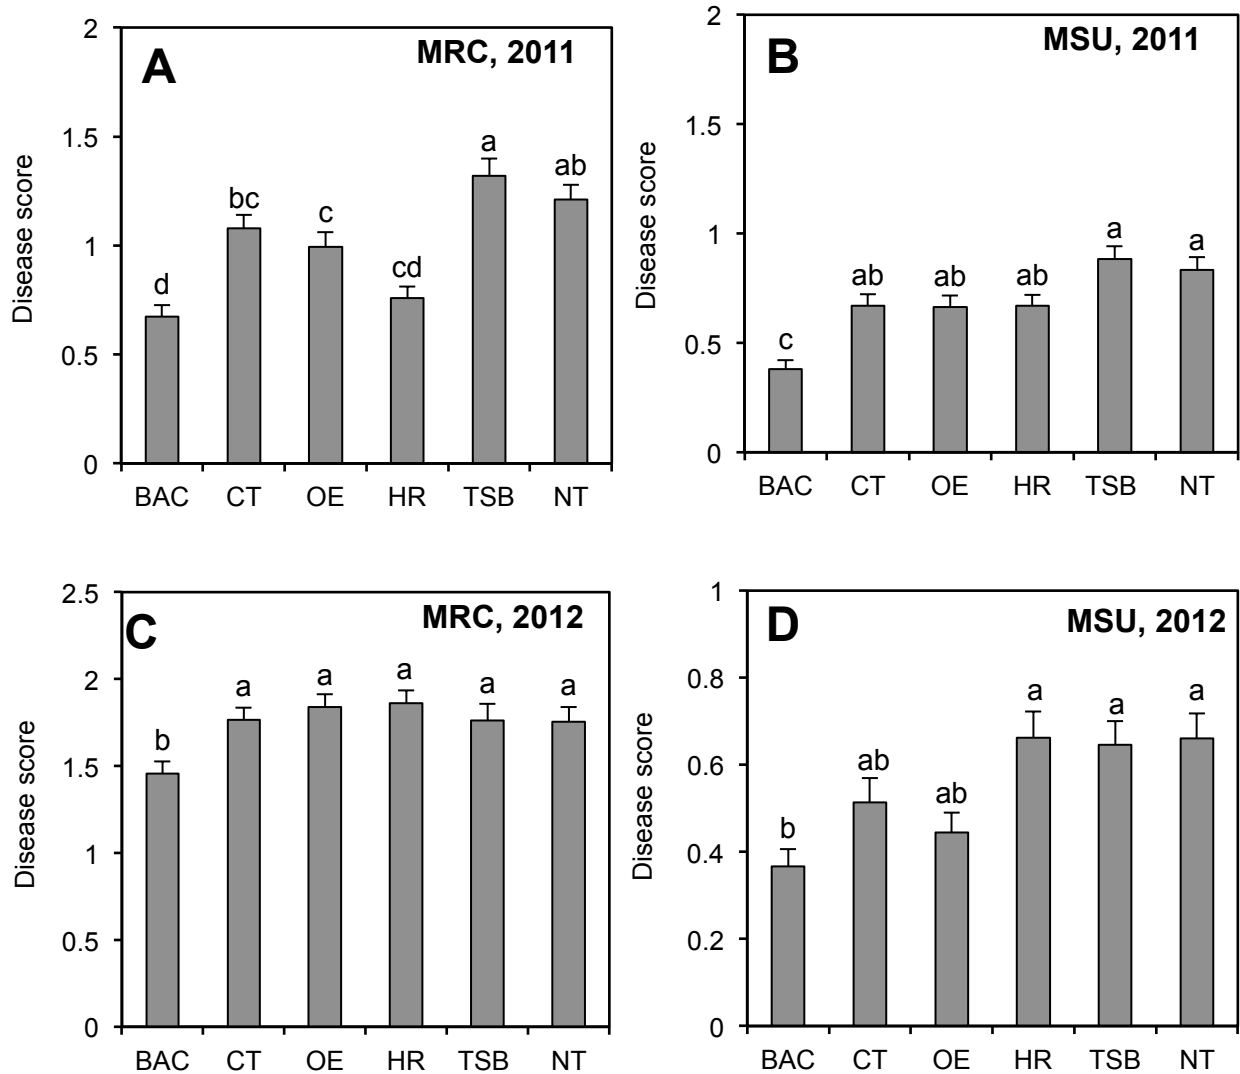 A
MRC, 2011
Disease score
2
1.5
1
0.5
0
d
bc
c
cd
a
ab
BAC CT OE HR TSB NT
B
MSU, 2011
Disease score
2
1.5
1
0.5
0
c
ab
ab
ab
a
a
BAC CT OE HR TSB NT
C
MRC, 2012
Disease score
2.5
2
1.5
1
0.5
0
b
a
a
a
a
a
BAC CT OE HR TSB NT
D
MSU, 2012
Disease score
1
0.8
0.6
0.4
0.2
0
b
ab
ab
a
a
a
BAC CT OE HR TSB NT